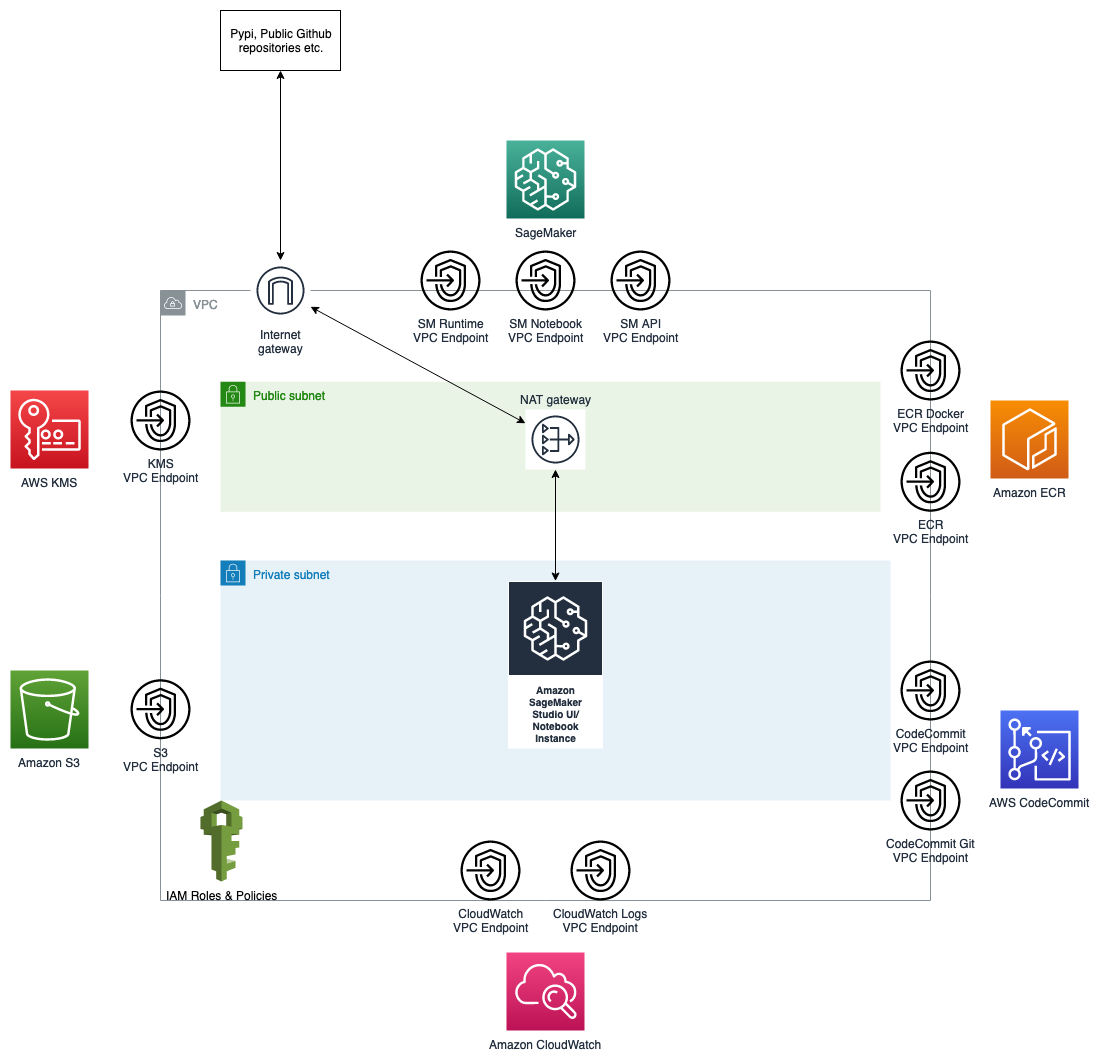 Pypi, Public Github
repositories etc.
SageMaker
VPC
Internet
gateway
SM Runtime
VPC Endpoint
SM Notebook
VPC Endpoint
SM API
VPC Endpoint
Public subnet
NAT gateway
ECR Docker
VPC Endpoint
KMS
VPC Endpoint
AWS KMS
Amazon ECR
ECR
VPC Endpoint
Private subnet
Amazon
SageMaker
Studio UI/
Notebook
Instance
CodeCommit
VPC Endpoint
S3
VPC Endpoint
Amazon S3
AWS CodeCommit
CodeCommit Git
VPC Endpoint
IAM Roles & Policies
CloudWatch
VPC Endpoint
CloudWatch Logs
VPC Endpoint
Amazon CloudWatch